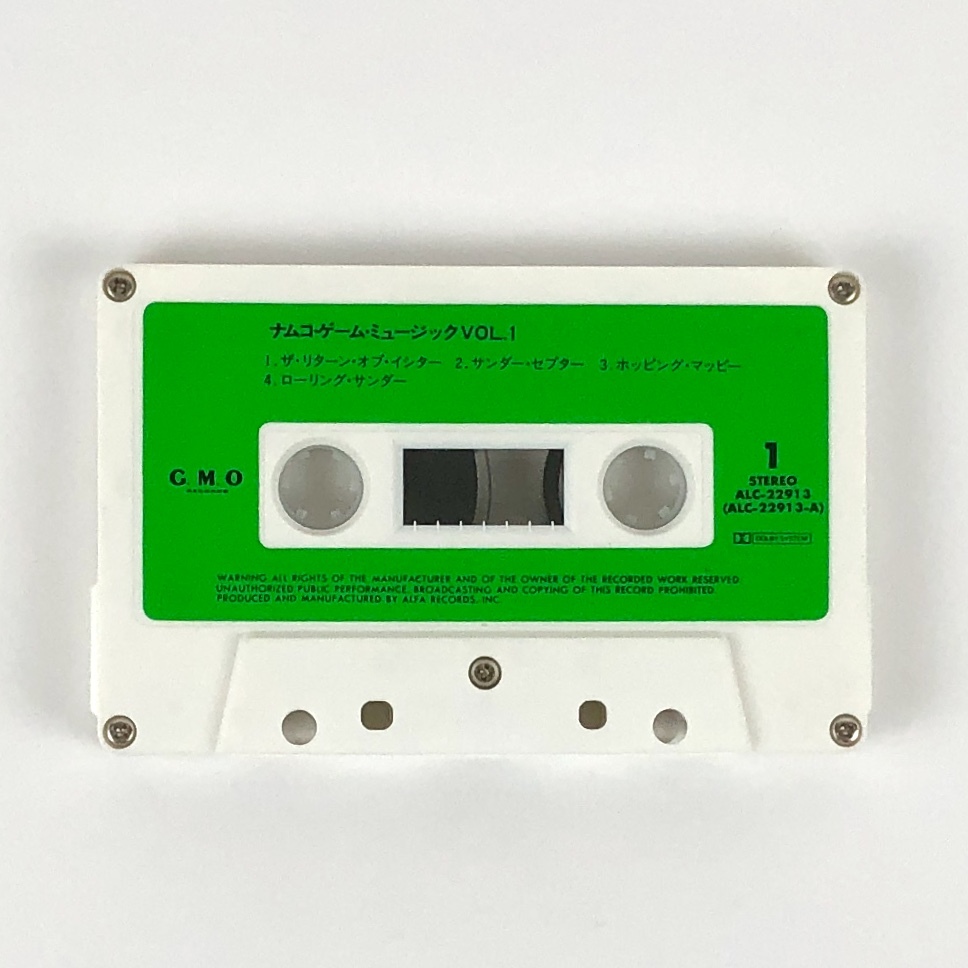 ナムコ・ゲーム・ミュージックVOL.1
1. ザ・リターン・オブ・イシター 2. サンダー・セプター 3. ホッピング・マッピー
4. ローリング・サンダー
G.M.O
RECORDS
1
STEREO
ALC-22913
(ALC-22913-A)
DOLBY SYSTEM
WARNING: ALL RIGHTS OF THE MANUFACTURER AND OF THE OWNER OF THE RECORDED WORK RESERVED.
UNAUTHORIZED PUBLIC PERFORMANCE, BROADCASTING AND COPYING OF THIS RECORD PROHIBITED.
PRODUCED AND MANUFACTURED BY ALFA RECORDS, INC.